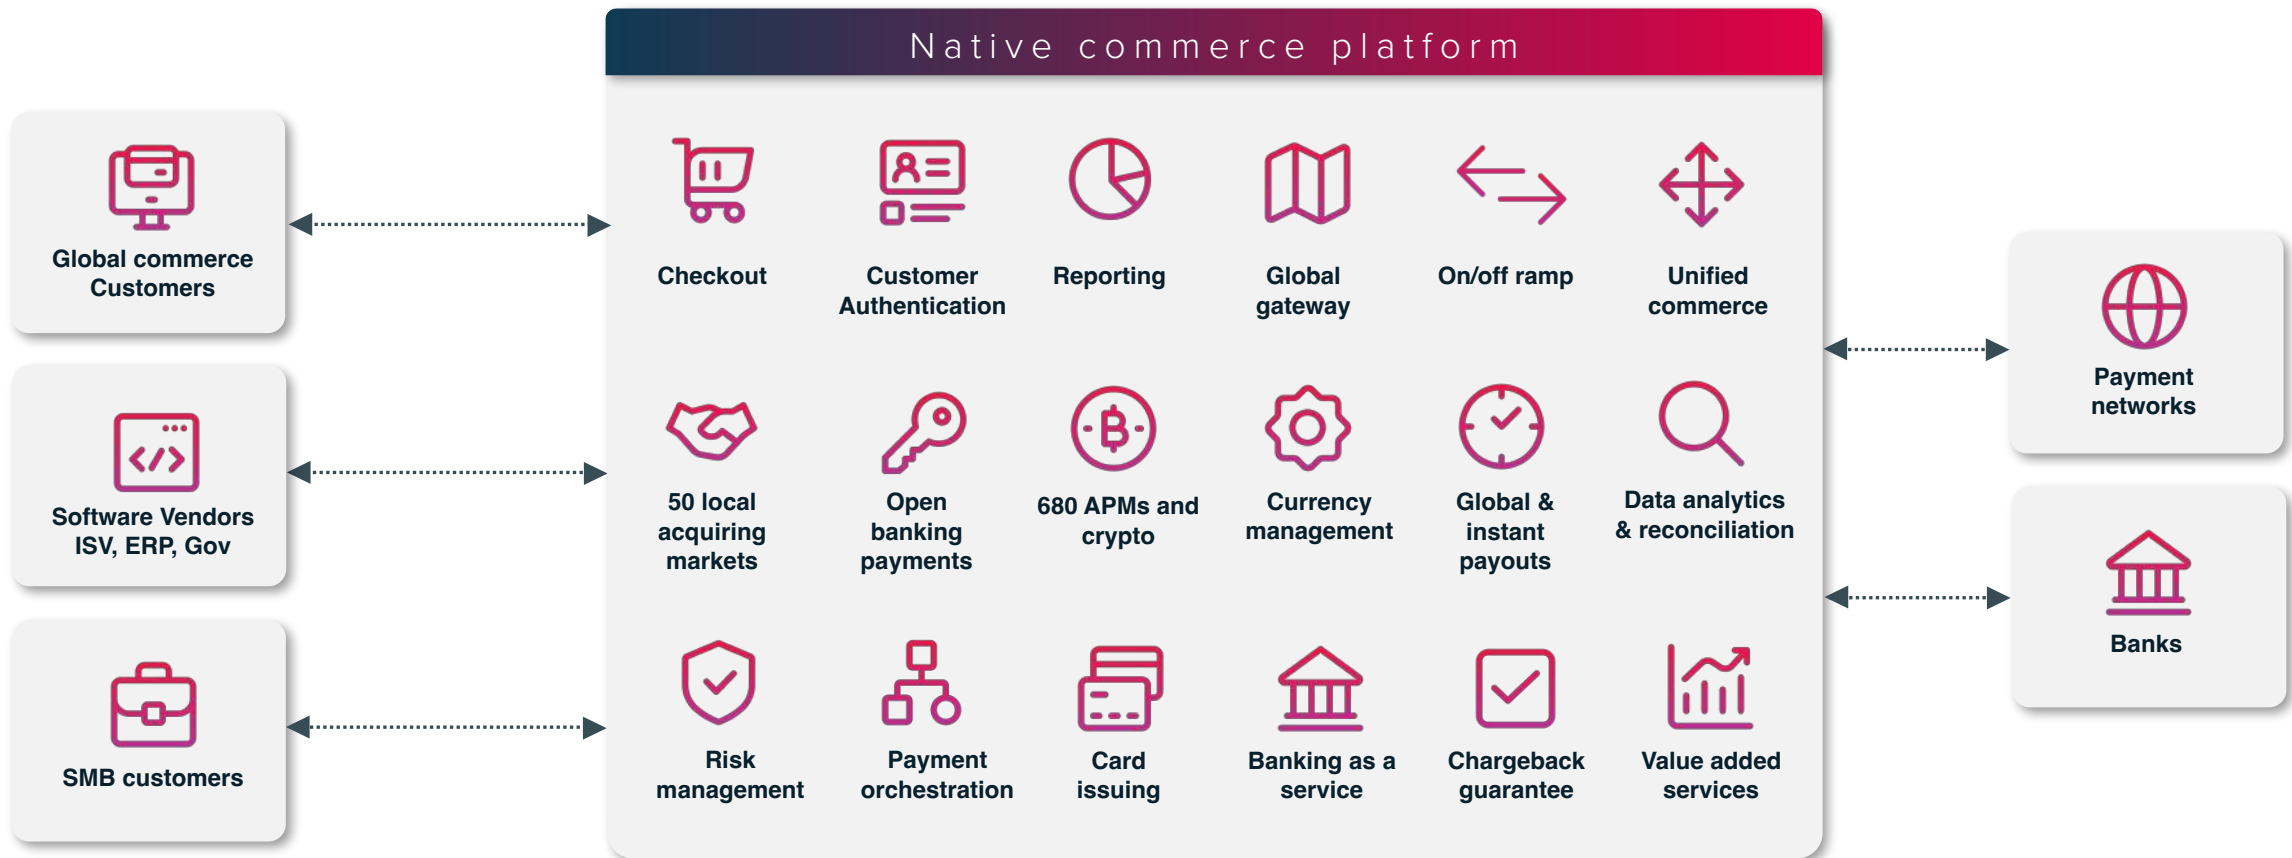 Native commerce platform
Global commerce
Customers
Software Vendors
ISV, ERP, Gov
SMB customers
Checkout
Customer
Authentication
Reporting
Global
gateway
On/off ramp
Unified
commerce
50 local
acquiring
markets
Open
banking
payments
680 APMs and
crypto
Currency
management
Global &
instant
payouts
Data analytics
& reconciliation
Risk
management
Payment
orchestration
Card
issuing
Banking as a
service
Chargeback
guarantee
Value added
services
Payment
networks
Banks